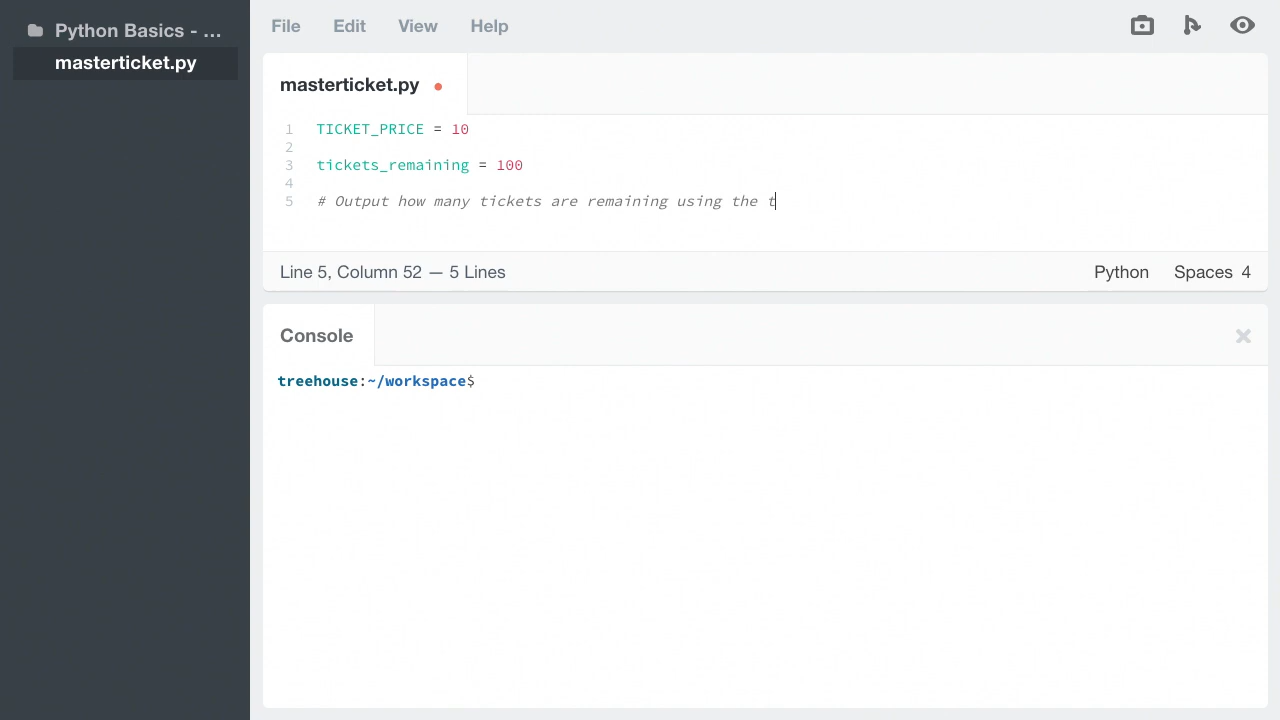 Python Basics - ...
masterticket.py
File Edit View Help
masterticket.py
1 TICKET_PRICE = 10
2
3 tickets_remaining = 100
4
5 # Output how many tickets are remaining using the t
Line 5, Column 52 — 5 Lines
Python Spaces 4
Console
treehouse:~/workspace$